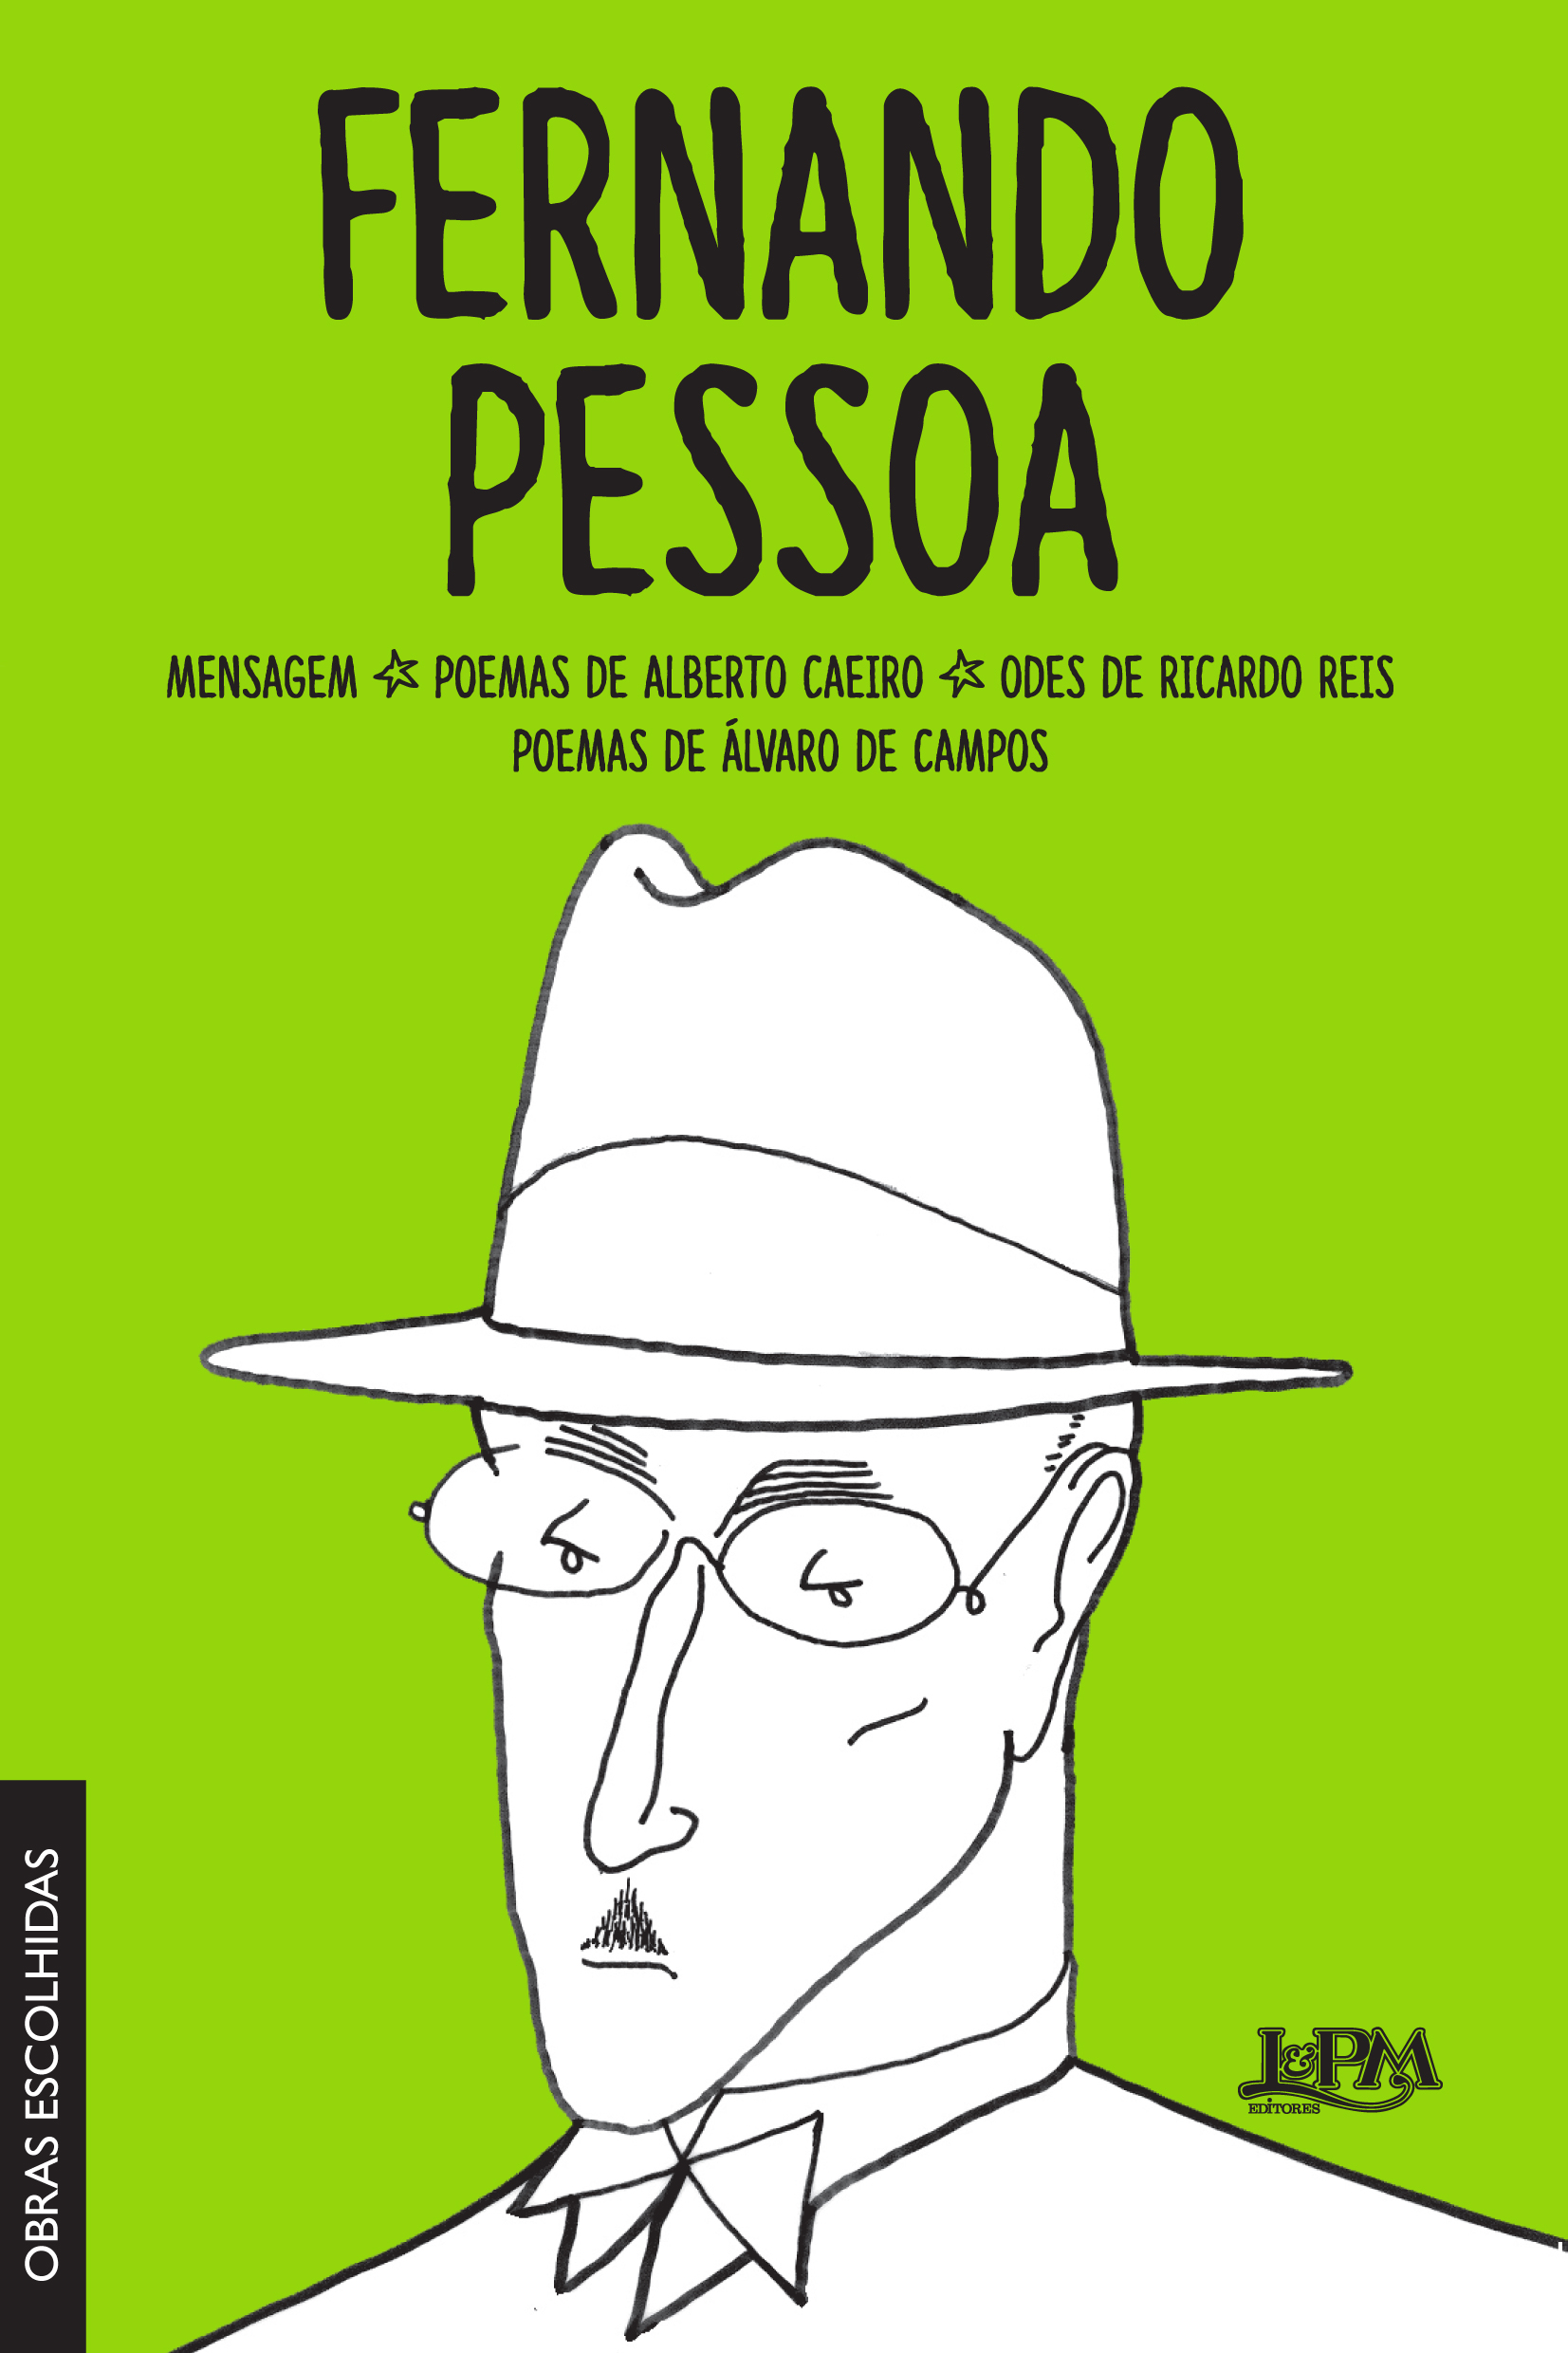 FERNANDO
PESSOA
MENSAGEM ☆ POEMAS DE ALBERTO CAEIRO ☆ ODES DE RICARDO REIS
POEMAS DE ÁLVARO DE CAMPOS
OBRAS ESCOLHIDAS
L&PM
EDITORES